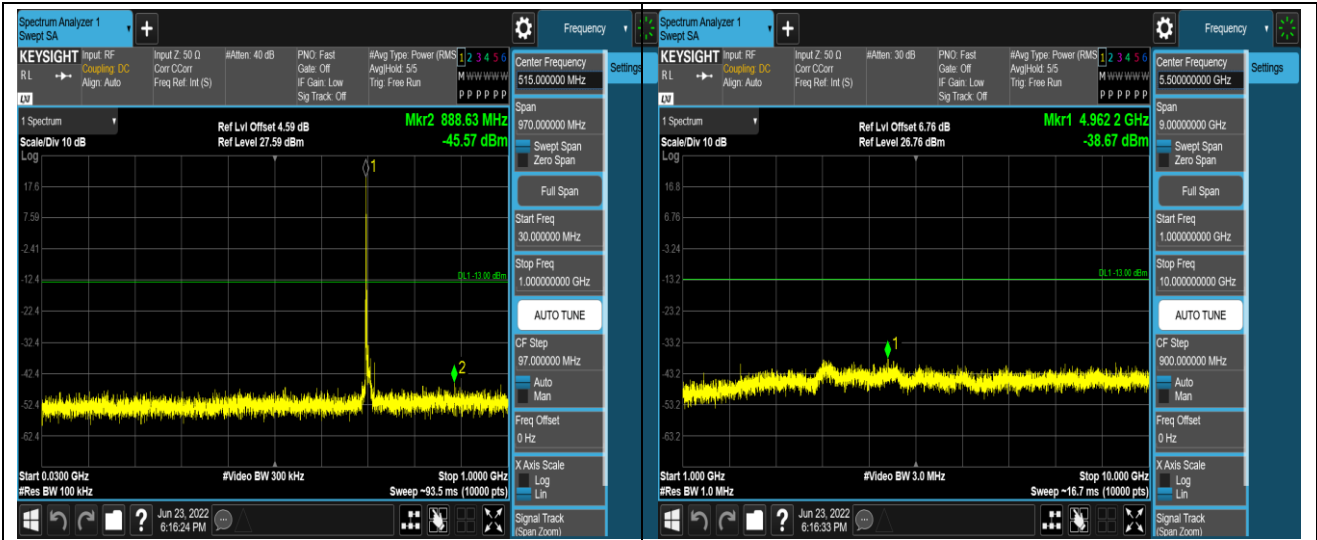 Spectrum Analyzer 1
Swept SA
Frequency
KEYSIGHT
Input: RF
Coupling: DC
Align: Auto
Input Z: 50 Ω
Corr CCorr
Freq Ref: Int (S)
#Atten: 40 dB
PNO: Fast
Gate: Off
IF Gain: Low
Sig Track: Off
#Avg Type: Power (RMS
Avg|Hold: 5/5
Trig: Free Run
1 2 3 4 5 6
M W W W W W
P P P P P P
RL
LXI
Center Frequency
515.000000 MHz
Settings
Span
970.000000 MHz
Swept Span
Zero Span
Full Span
Start Freq
30.000000 MHz
Stop Freq
1.000000000 GHz
AUTO TUNE
CF Step
97.000000 MHz
Auto
Man
Freq Offset
0 Hz
X Axis Scale
Log
Lin
Signal Track
(Span Zoom)
1 Spectrum
Scale/Div 10 dB
Log
Ref Lvl Offset 4.59 dB
Ref Level 27.59 dBm
Mkr2 888.63 MHz
-45.57 dBm
1
17.6
7.59
-2.41
-12.4
DL1 -13.00 dBm
-22.4
-32.4
-42.4
2
-52.4
-62.4
Start 0.0300 GHz
#Res BW 100 kHz
#Video BW 300 kHz
Stop 1.0000 GHz
Sweep ~93.5 ms (10000 pts)
Jun 23, 2022
6:16:24 PM
Spectrum Analyzer 1
Swept SA
Frequency
KEYSIGHT
Input: RF
Coupling: DC
Align: Auto
Input Z: 50 Ω
Corr CCorr
Freq Ref: Int (S)
#Atten: 30 dB
PNO: Fast
Gate: Off
IF Gain: Low
Sig Track: Off
#Avg Type: Power (RMS
Avg|Hold: 5/5
Trig: Free Run
1 2 3 4 5 6
M W W W W W
P P P P P P
RL
LXI
Center Frequency
5.500000000 GHz
Settings
Span
9.00000000 GHz
Swept Span
Zero Span
Full Span
Start Freq
1.000000000 GHz
Stop Freq
10.000000000 GHz
AUTO TUNE
CF Step
900.000000 MHz
Auto
Man
Freq Offset
0 Hz
X Axis Scale
Log
Lin
Signal Track
(Span Zoom)
1 Spectrum
Scale/Div 10 dB
Log
Ref Lvl Offset 6.76 dB
Ref Level 26.76 dBm
Mkr1 4.962 2 GHz
-38.67 dBm
16.8
6.76
-3.24
-13.2
DL1 -13.00 dBm
-23.2
-33.2
1
-43.2
-53.2
-63.2
Start 1.000 GHz
#Res BW 1.0 MHz
#Video BW 3.0 MHz
Stop 10.000 GHz
Sweep ~16.7 ms (10000 pts)
Jun 23, 2022
6:16:33 PM